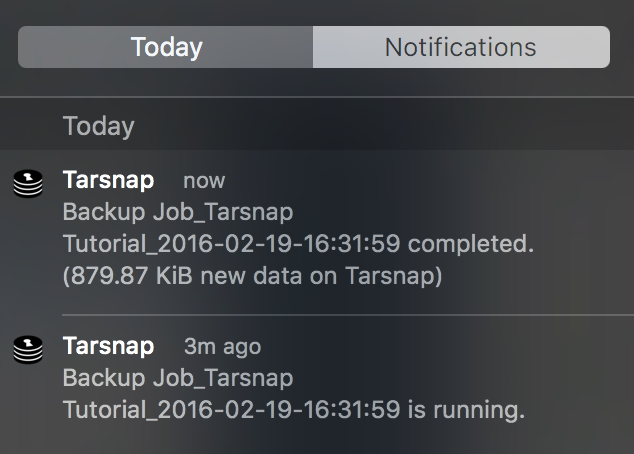 Today Notifications
Today
Tarsnap now
Backup Job_Tarsnap
Tutorial_2016-02-19-16:31:59 completed.
(879.87 KiB new data on Tarsnap)
Tarsnap 3m ago
Backup Job_Tarsnap
Tutorial_2016-02-19-16:31:59 is running.